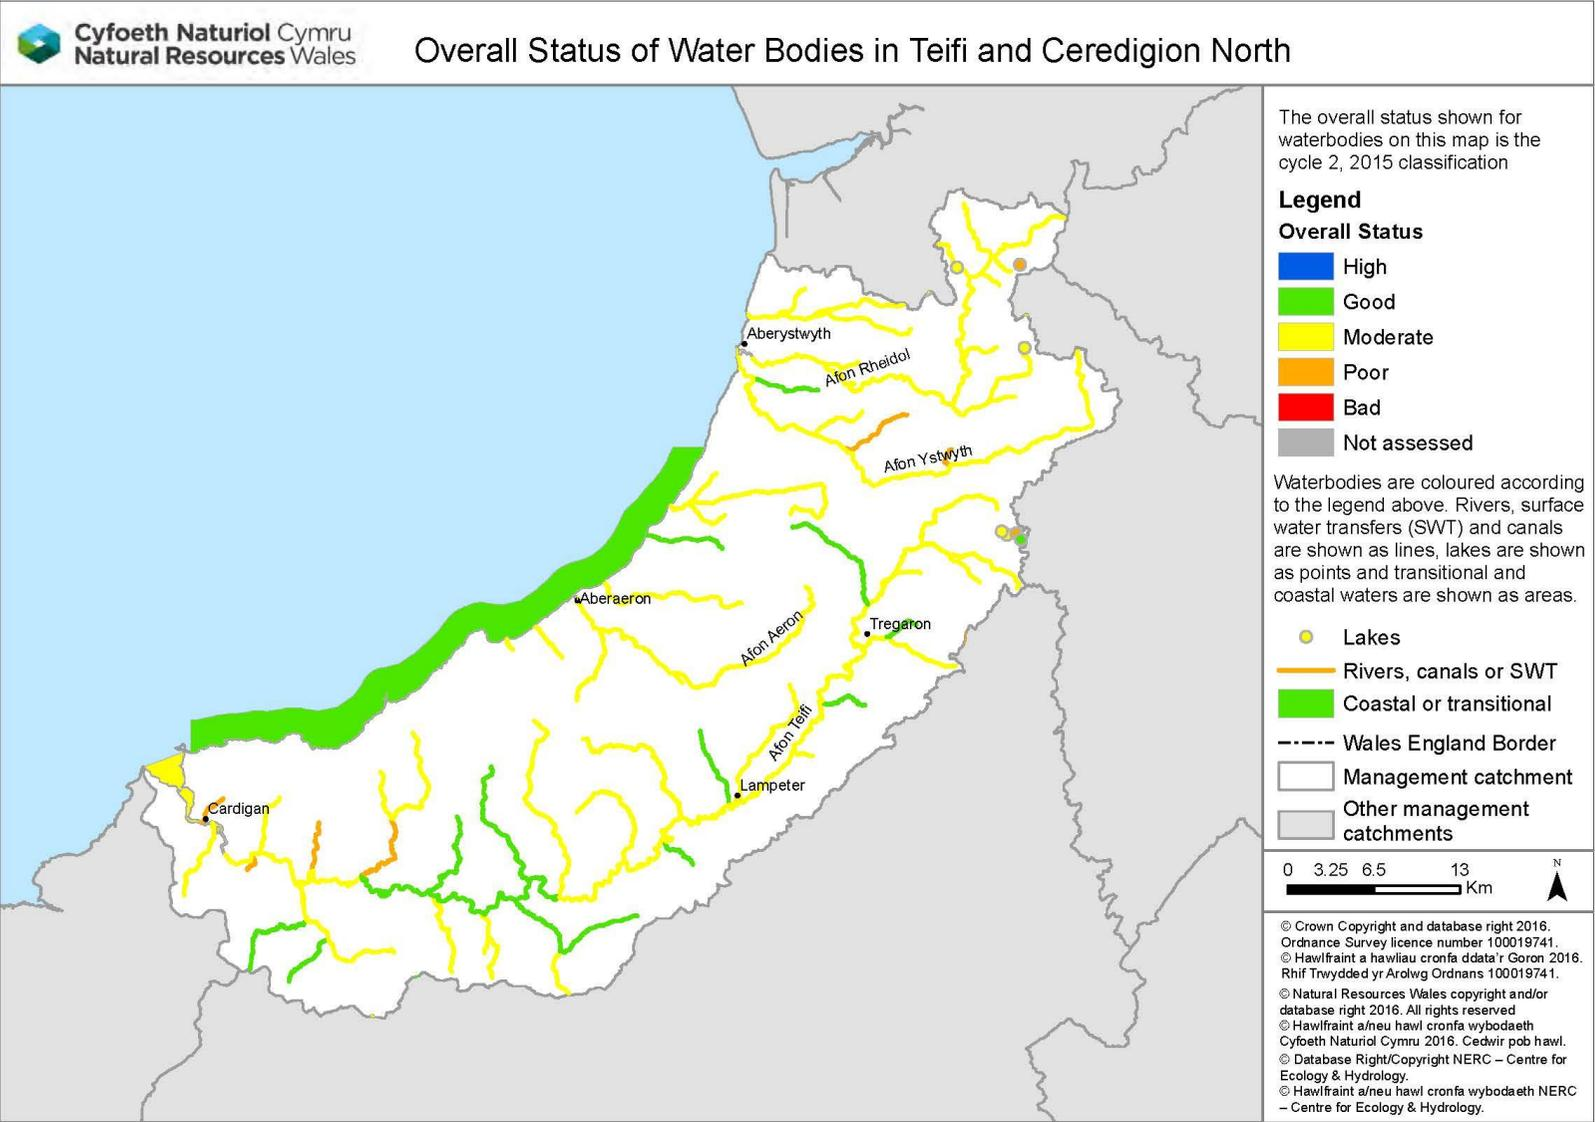 Cyfoeth Naturiol Cymru
Natural Resources Wales
Overall Status of Water Bodies in Teifi and Ceredigion North
Aberystwyth
Afon Rheidol
Afon Ystwyth
Aberaeron
Afon Aeron
Tregaron
Afon Teifi
Lampeter
Cardigan
The overall status shown for
waterbodies on this map is the
cycle 2, 2015 classification
Legend
Overall Status
High
Good
Moderate
Poor
Bad
Not assessed
Waterbodies are coloured according
to the legend above. Rivers, surface
water transfers (SWT) and canals
are shown as lines, lakes are shown
as points and transitional and
coastal waters are shown as areas.
Lakes
Rivers, canals or SWT
Coastal or transitional
Wales England Border
Management catchment
Other management
catchments
0 3.25 6.5 13
Km
N
© Crown Copyright and database right 2016.
Ordnance Survey licence number 100019741.
© Hawlfraint a hawliau cronfa ddata'r Goron 2016.
Rhif Trwydded yr Arolwg Ordnans 100019741.
© Natural Resources Wales copyright and/or
database right 2016. All rights reserved
© Hawlfraint a/neu hawl cronfa wybodaeth
Cyfoeth Naturiol Cymru 2016. Cedwir pob hawl.
© Database Right/Copyright NERC – Centre for
Ecology & Hydrology.
© Hawlfraint a/neu hawl cronfa wybodaeth NERC
– Centre for Ecology & Hydrology.